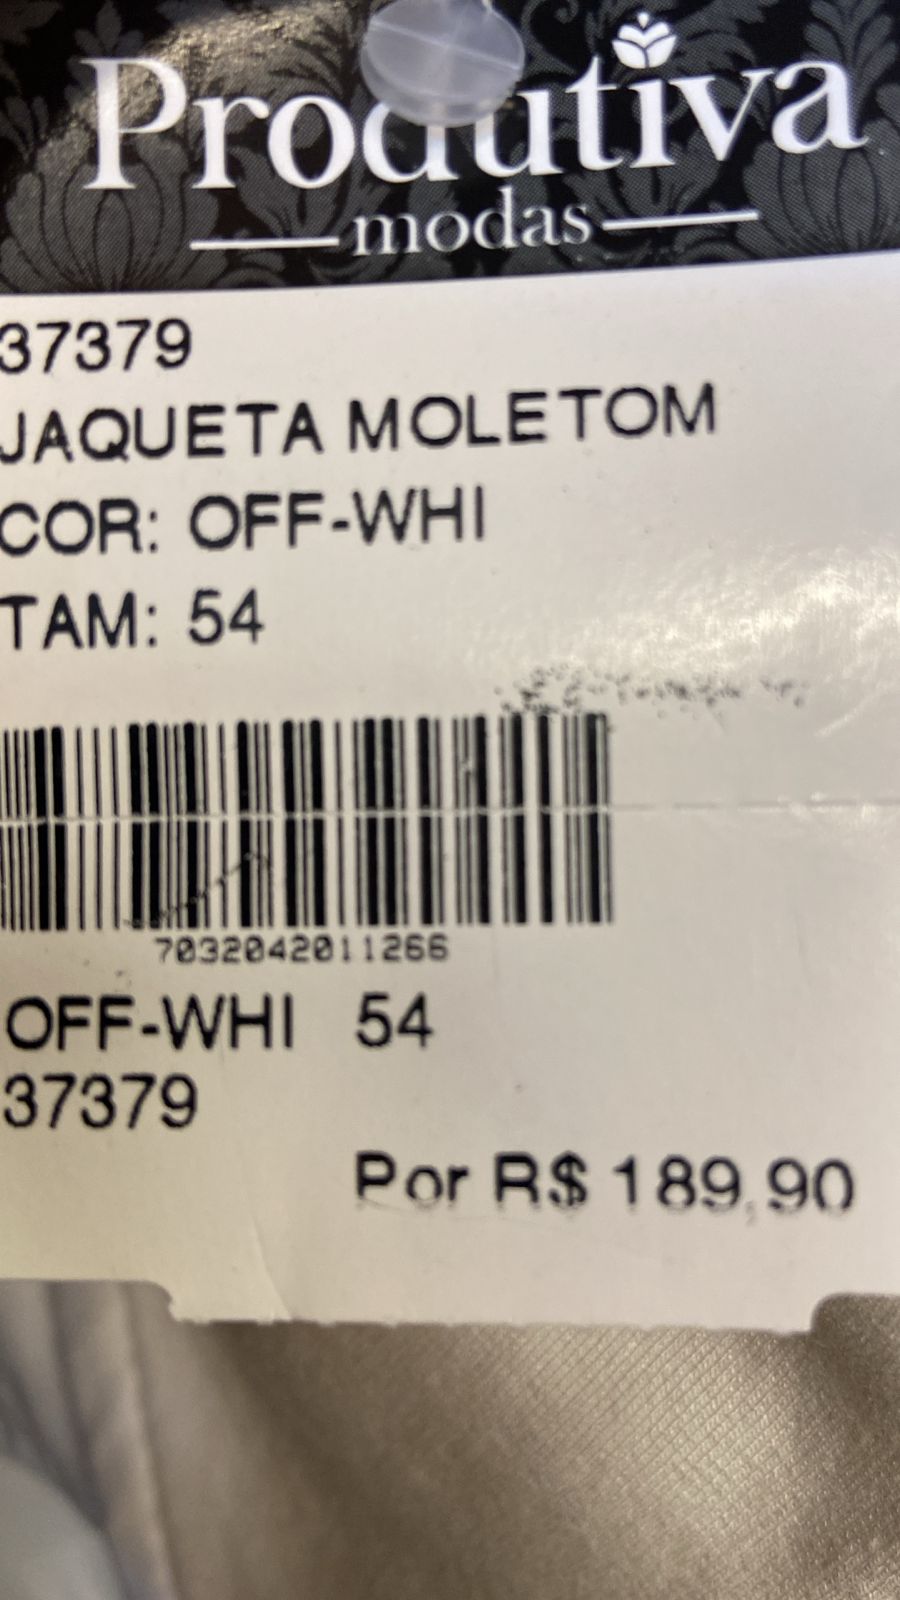 Produtiva
modas
37379
JAQUETA MOLETOM
COR: OFF-WHI
TAM: 54
7032042011266
OFF-WHI 54
37379
Por R$ 189,90